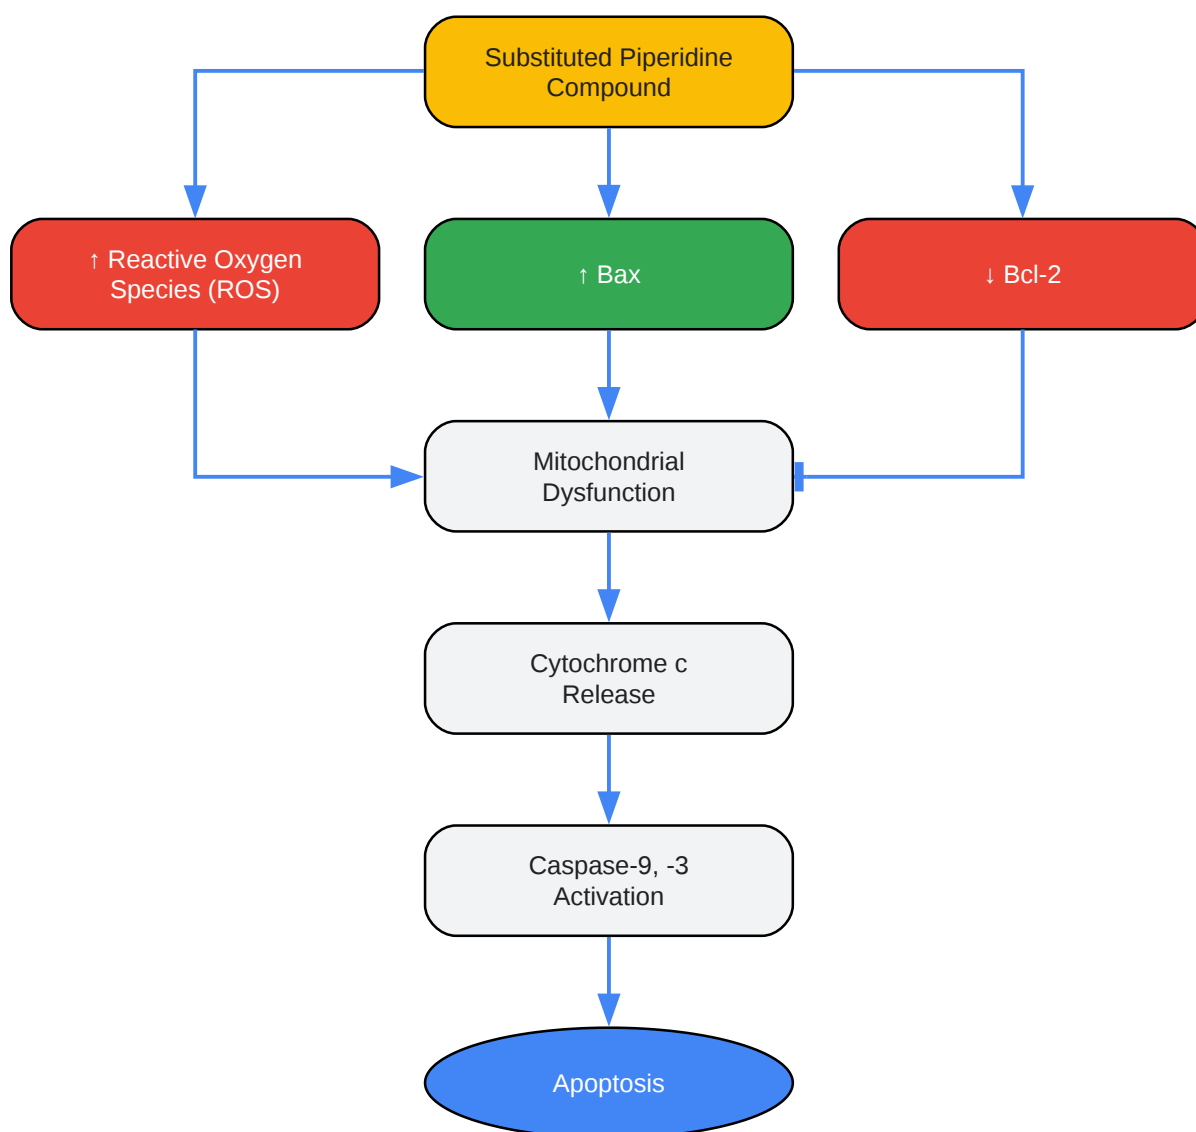 Substituted Piperidine
Compound
↑ Reactive Oxygen
Species (ROS)
↑ Bax
↓ Bcl-2
Mitochondrial
Dysfunction
Cytochrome c
Release
Caspase-9, -3
Activation
Apoptosis